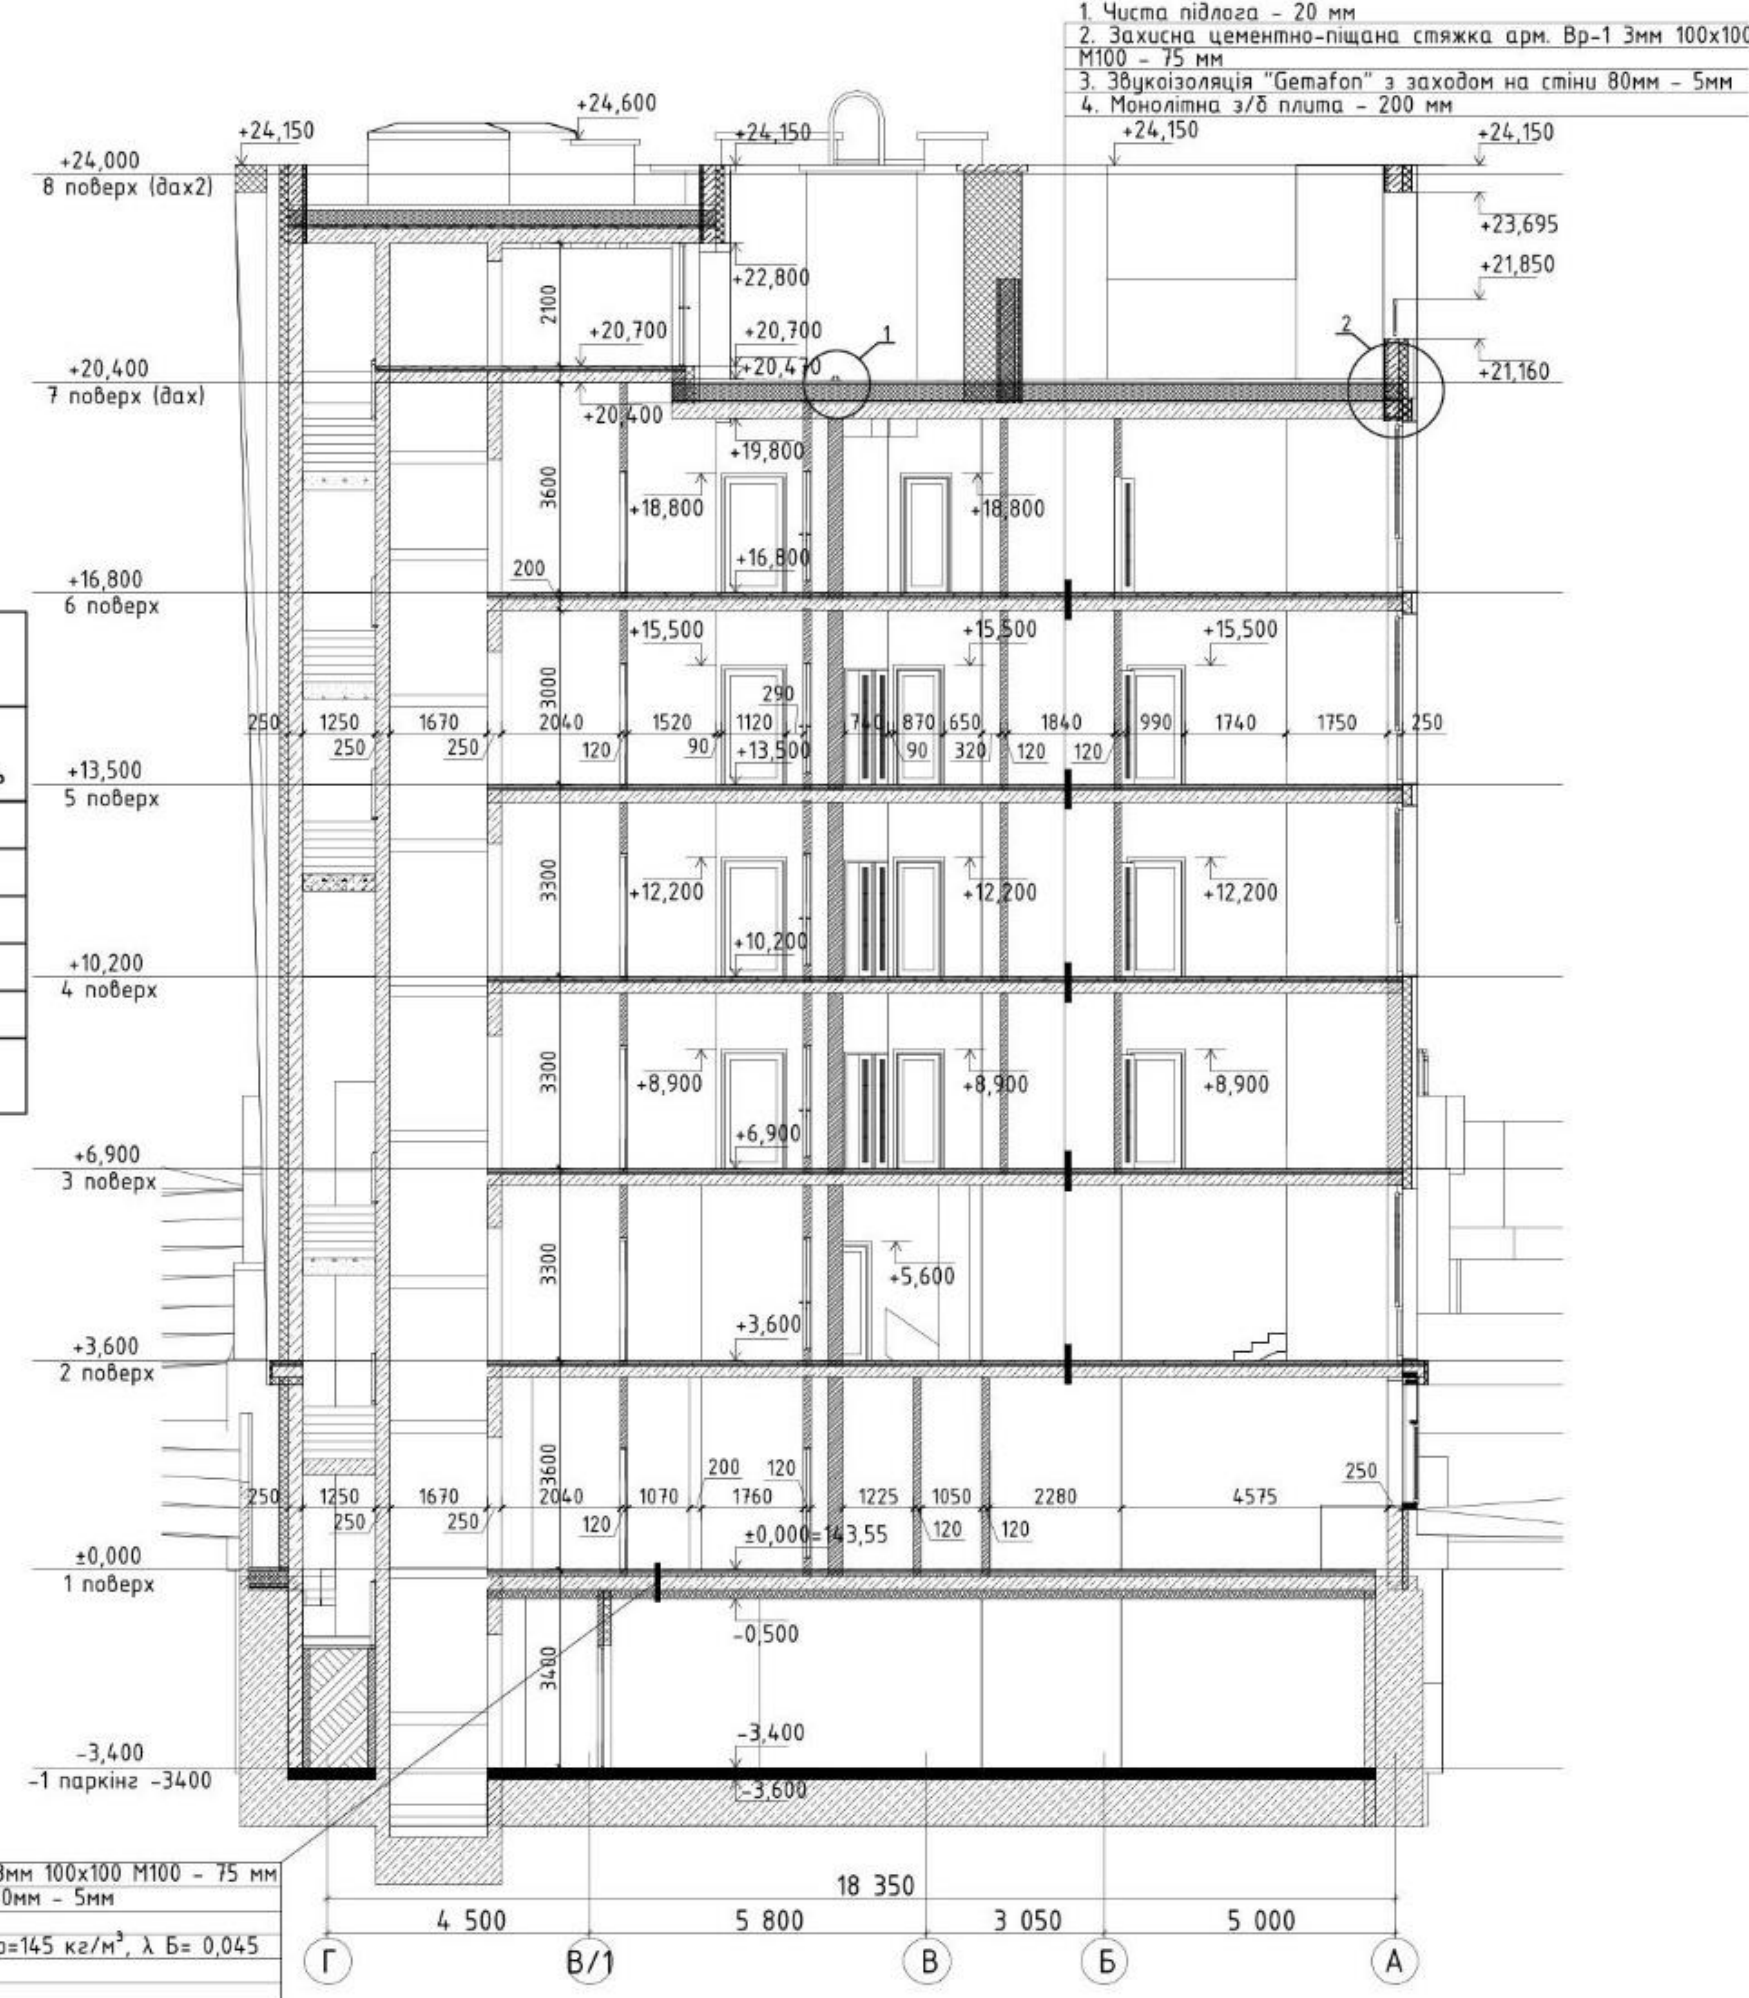 1. Чиста підлога - 20 мм
2. Захисна цементно-піщана стяжка арм. Вр-1 3мм 100х100
М100 - 75 мм
3. Звукоізоляція "Gemafon" з заходом на стіни 80мм - 5мм
4. Монолітна з/б плита - 200 мм
+24,600
+24,150 +24,150 +24,150 +24,150
+24,000
8 поверх (дах2)
+23,695
+22,800 +21,850
2100
+20,700 +20,700 1 2
+20,400 +20,470 +21,160
7 поверх (дах) +20,400
+19,800
3600
+18,800 +18,800
+16,800 200 +16,800
6 поверх
+15,500 +15,500 +15,500
3000 290
250 1250 1670 2040 1520 1120 740 870 650 1840 990 1740 1750 250
250 250 120 90 +13,500 90 320 120 120
+13,500
5 поверх
3300
+12,200 +12,200 +12,200
+10,200 +10,200
4 поверх
3300
+8,900 +8,900 +8,900
+6,900 +6,900
3 поверх
3300
+5,600
+3,600 +3,600
2 поверх
3600
200 120 250
250 1250 1670 2040 1070 1760 1225 1050 2280 4575
250 250 120 ±0,000=143,55 120 120
±0,000
1 поверх
-0,500
3400
-3,400 -3,400
-1 паркінг -3400
-3,600
3мм 100х100 М100 - 75 мм
0мм - 5мм
=145 кг/м³, λ Б= 0,045
18 350
4 500 5 800 3 050 5 000
Г В/1 В Б А